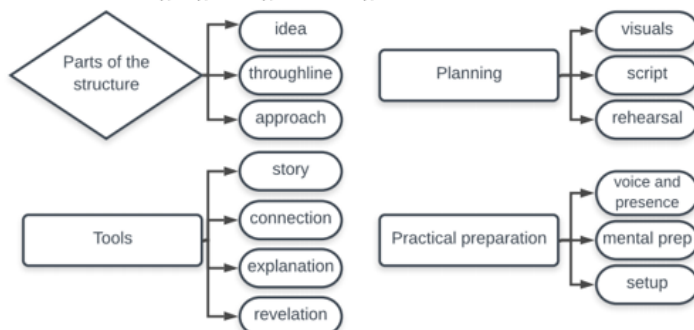 Parts of the
structure
idea
throughline
approach
Planning
visuals
script
rehearsal
Tools
story
connection
explanation
revelation
Practical preparation
voice and
presence
mental prep
setup